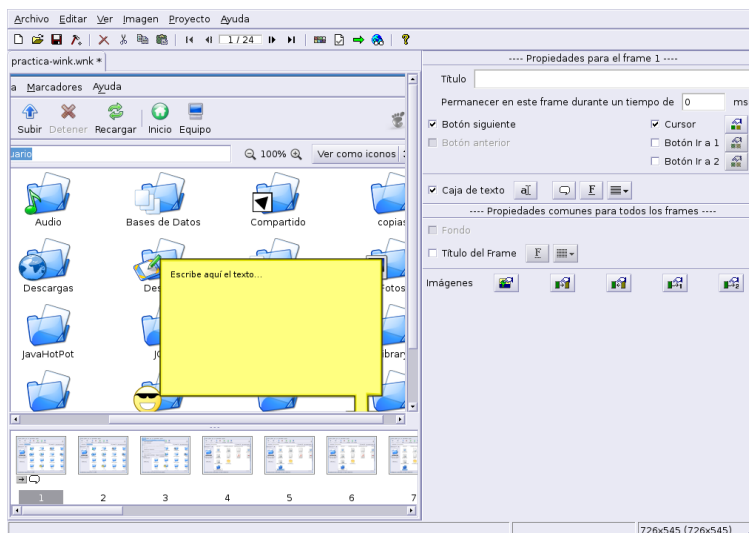 Archivo Editar Ver Imagen Proyecto Ayuda
1 / 24
practica-wink.wnk *
a Marcadores Ayuda
Subir Detener Recargar Inicio Equipo
uario 100% Ver como iconos
Audio Bases de Datos Compartido copias
Descargas Des Fotos
Escribe aquí el texto...
JavaHotPot JC
1 2 3 4 5 6 7
---- Propiedades para el frame 1 ----
Título
Permanecer en este frame durante un tiempo de 0 ms
Botón siguiente Cursor
Botón anterior Botón Ir a 1
Botón Ir a 2
Caja de texto aI F
---- Propiedades comunes para todos los frames ----
Fondo
Título del Frame F
Imágenes
726x545 (726x545)